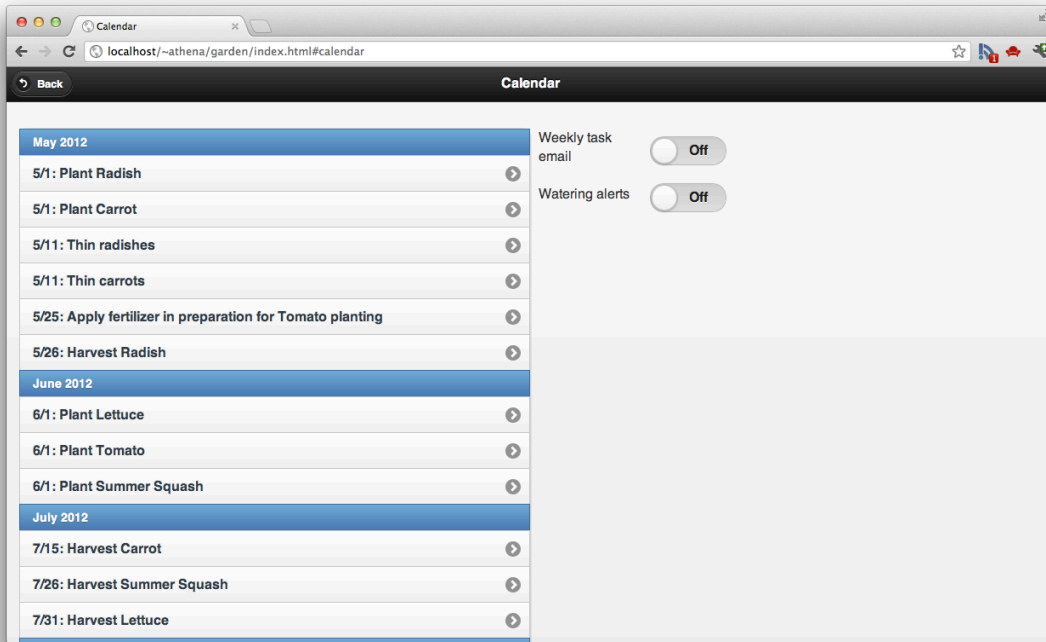 Calendar
localhost/~athena/garden/index.html#calendar
1
Back
Calendar
May 2012
5/1: Plant Radish
5/1: Plant Carrot
5/11: Thin radishes
5/11: Thin carrots
5/25: Apply fertilizer in preparation for Tomato planting
5/26: Harvest Radish
June 2012
6/1: Plant Lettuce
6/1: Plant Tomato
6/1: Plant Summer Squash
July 2012
7/15: Harvest Carrot
7/26: Harvest Summer Squash
7/31: Harvest Lettuce
Weekly task
email
Off
Watering alerts
Off